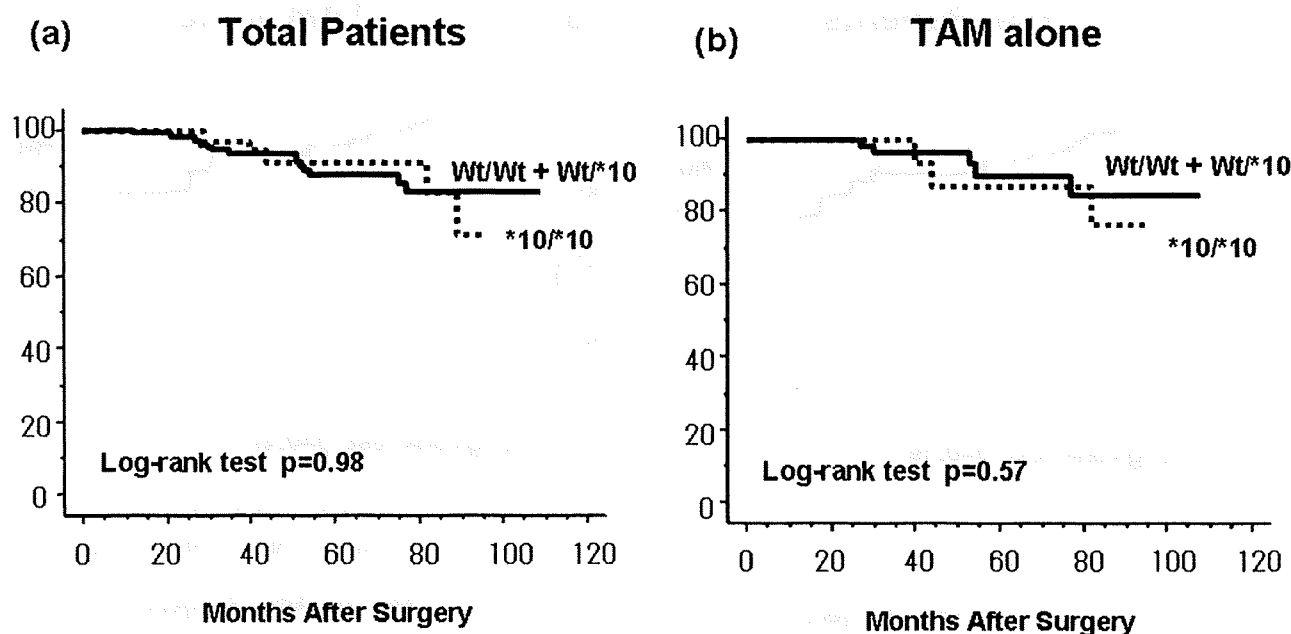 (a) Total Patients
100
80
60
40
20
0
Wt/Wt + Wt/*10
*10/*10
Log-rank test p=0.98
0 20 40 60 80 100 120
Months After Surgery
(b) TAM alone
100
80
60
40
20
0
Wt/Wt + Wt/*10
*10/*10
Log-rank test p=0.57
0 20 40 60 80 100 120
Months After Surgery